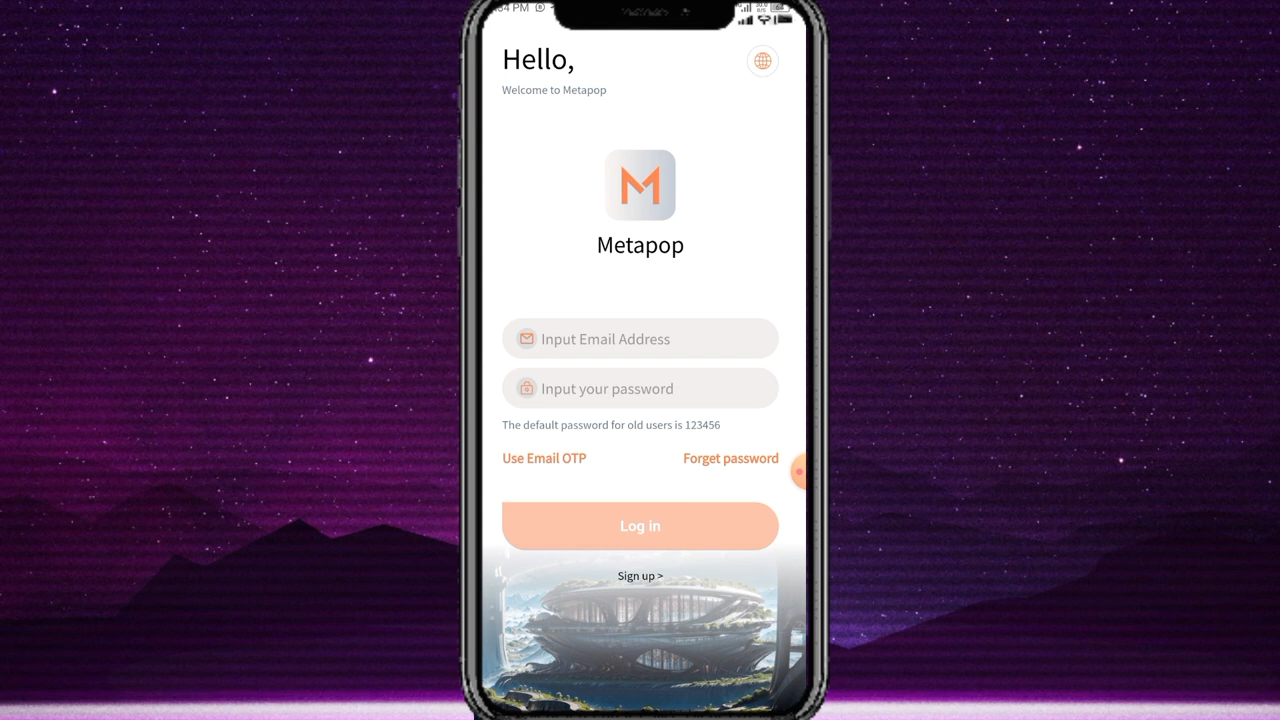 Hello,
Welcome to Metapop
M
Metapop
Input Email Address
Input your password
The default password for old users is 123456
Use Email OTP
Forget password
Log in
Sign up >